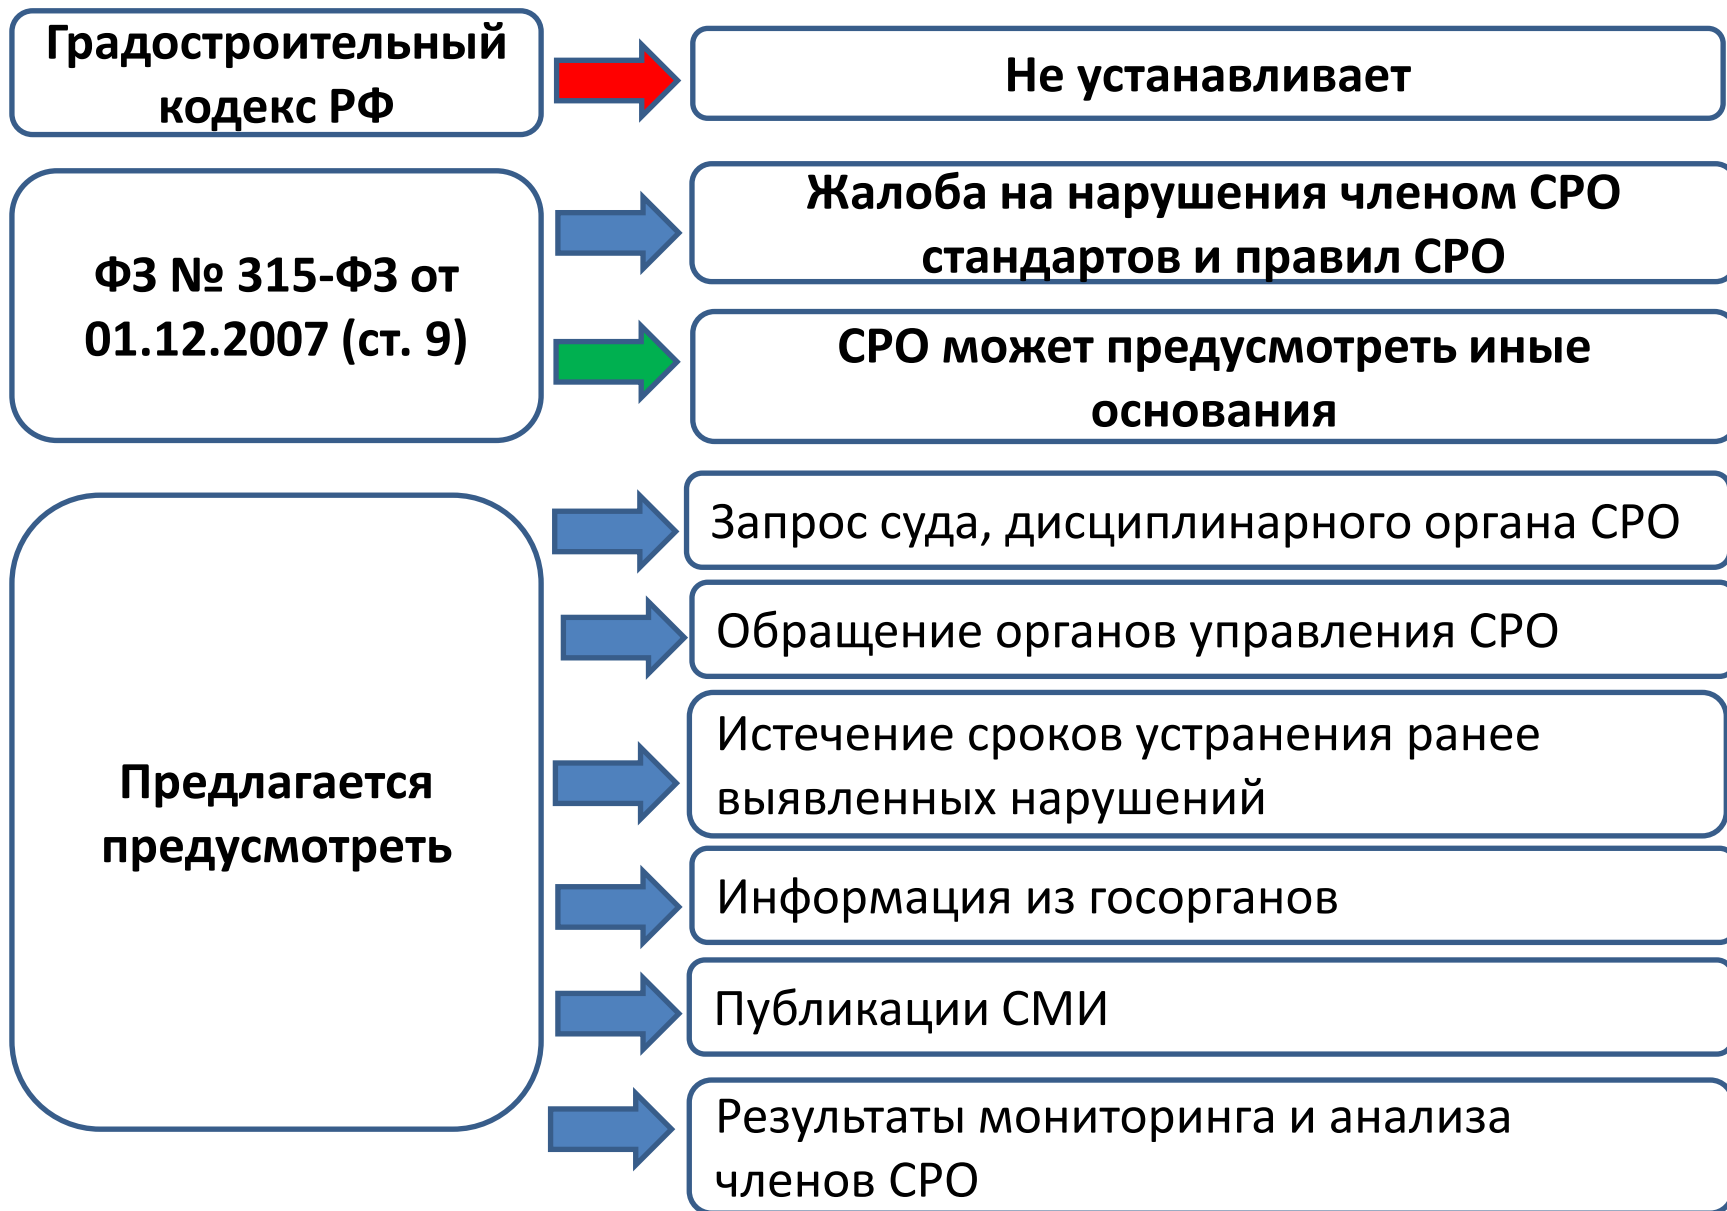 Градостроительный
кодекс РФ
Не устанавливает
ФЗ № 315-ФЗ от
01.12.2007 (ст. 9)
Жалоба на нарушения членом СРО
стандартов и правил СРО
СРО может предусмотреть иные
основания
Предлагается
предусмотреть
Запрос суда, дисциплинарного органа СРО
Обращение органов управления СРО
Истечение сроков устранения ранее
выявленных нарушений
Информация из госорганов
Публикации СМИ
Результаты мониторинга и анализа
членов СРО